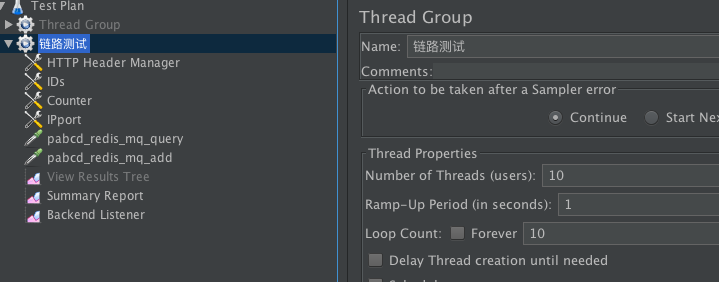 Test Plan
Thread Group
链路测试
HTTP Header Manager
IDs
Counter
IPport
pabcd_redis_mq_query
pabcd_redis_mq_add
View Results Tree
Summary Report
Backend Listener
Thread Group
Name: 链路测试
Comments:
Action to be taken after a Sampler error
Continue Start Nex
Thread Properties
Number of Threads (users): 10
Ramp-Up Period (in seconds): 1
Loop Count: Forever 10
Delay Thread creation until needed